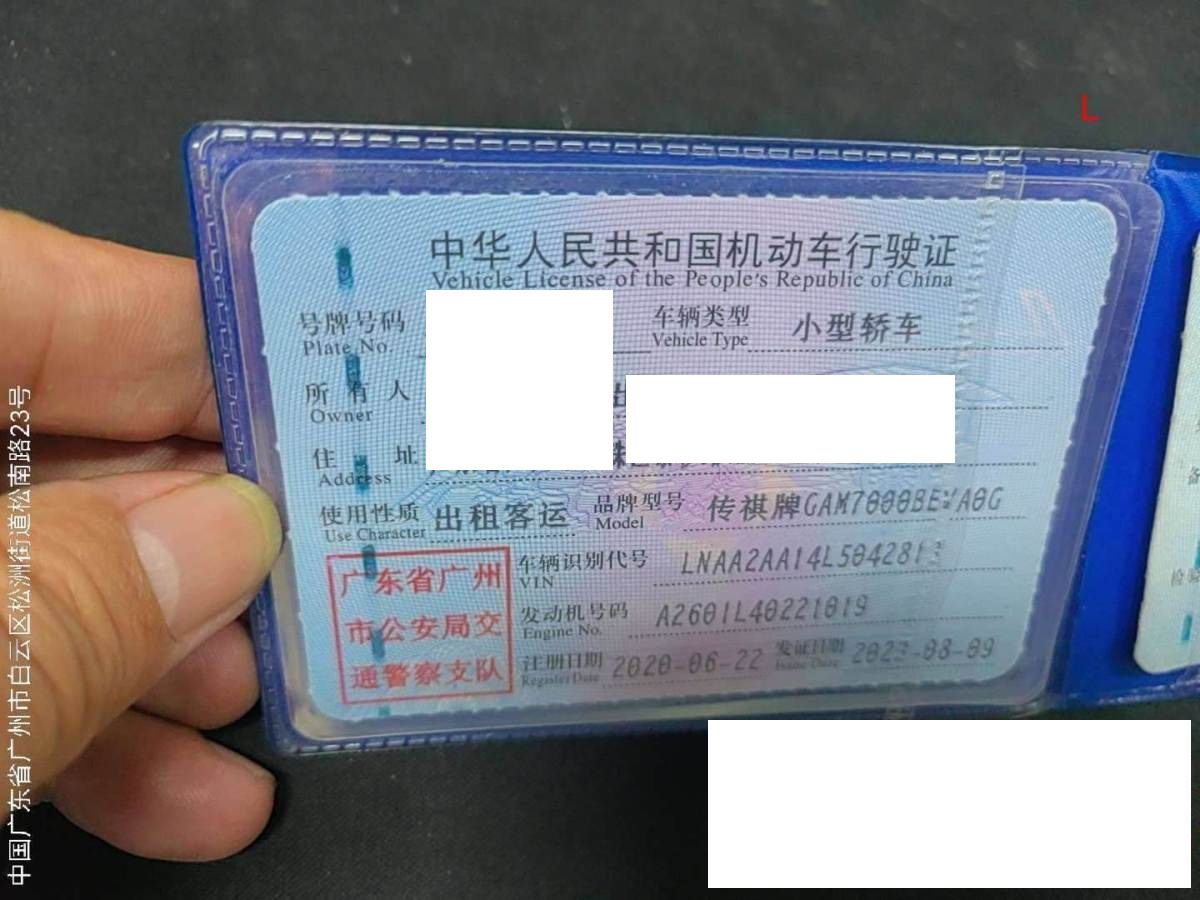 L
中华人民共和国机动车行驶证
Vehicle License of the People's Republic of China
号牌号码
Plate No.
车辆类型 小型轿车
Vehicle Type
所有人
Owner
住址
Address
使用性质 出租客运
Use Character
品牌型号 传祺牌GAM7000BEVA0G
Model
车辆识别代号 LNAA2AA14L5042813
VIN
发动机号码 A2601L40221019
Engine No.
注册日期 2020-06-22
Register Date
发证日期 2023-08-09
Issue Date
广东省广州
市公安局交
通警察支队
中国广东省广州市白云区松洲街道松南路23号